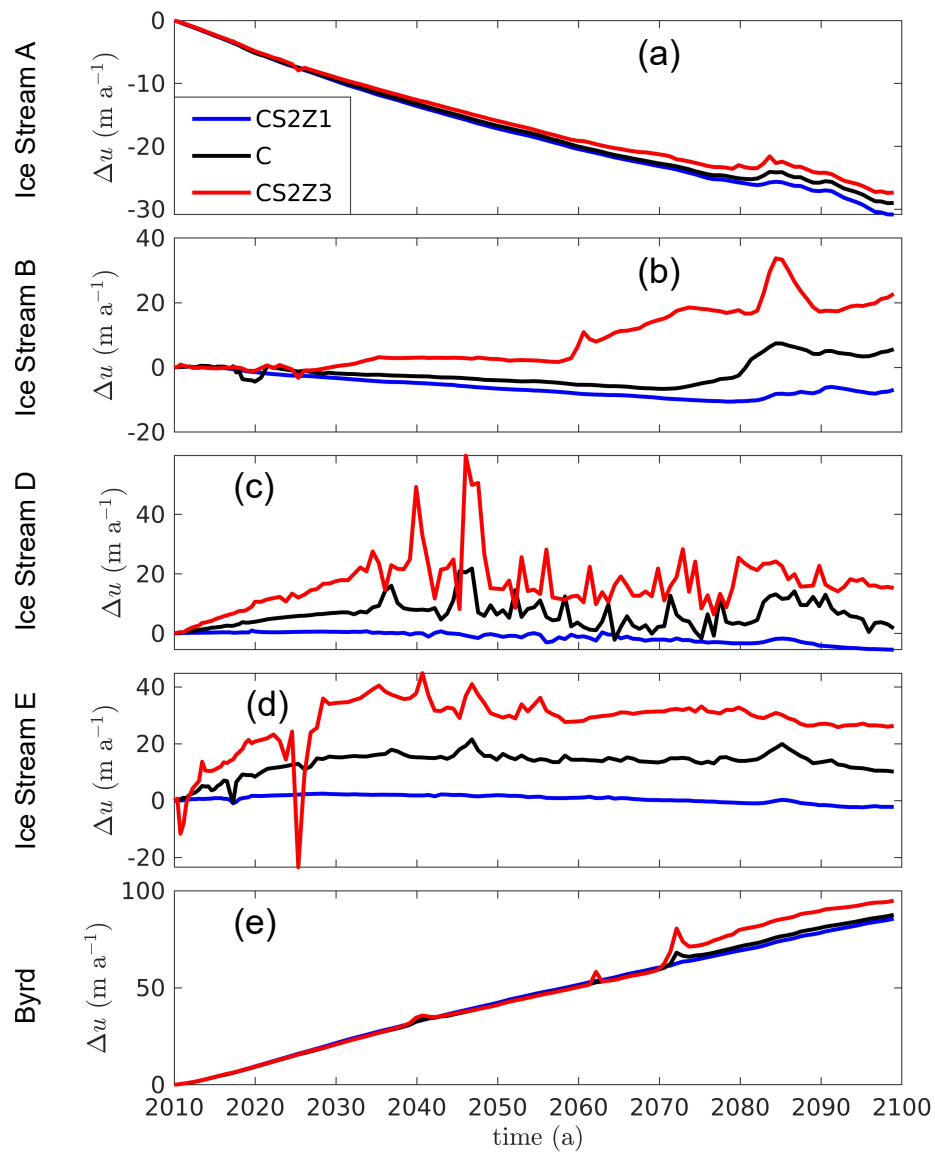 Ice Stream A
Δu (m a⁻¹)
0
-10
-20
-30
(a)
CS2Z1
C
CS2Z3
Ice Stream B
Δu (m a⁻¹)
40
20
0
-20
(b)
Ice Stream D
Δu (m a⁻¹)
40
20
0
(c)
Ice Stream E
Δu (m a⁻¹)
40
20
0
-20
(d)
Byrd
Δu (m a⁻¹)
100
50
0
(e)
2010 2020 2030 2040 2050 2060 2070 2080 2090 2100
time (a)